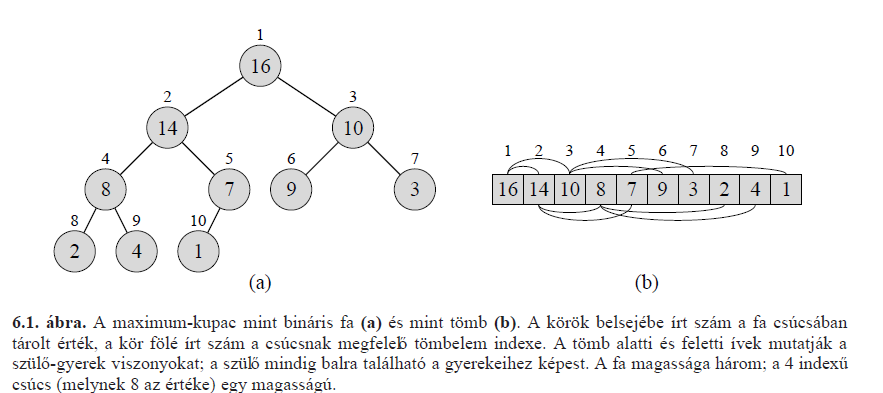 1
16
2
3
14
10
4
5
6
7
8
7
9
3
8
9
10
2
4
1
(a)
1 2 3 4 5 6 7 8 9 10
16 14 10 8 7 9 3 2 4 1
(b)
6.1. ábra. A maximum-kupac mint bináris fa (a) és mint tömb (b). A körök belsejébe írt szám a fa csúcsában
tárolt érték, a kör fölé írt szám a csúcsnak megfelelő tömbelem indexe. A tömb alatti és feletti ívek mutatják a
szülő-gyerek viszonyokat; a szülő mindig balra található a gyerekeihez képest. A fa magassága három; a 4 indexű
csúcs (melynek 8 az értéke) egy magasságú.